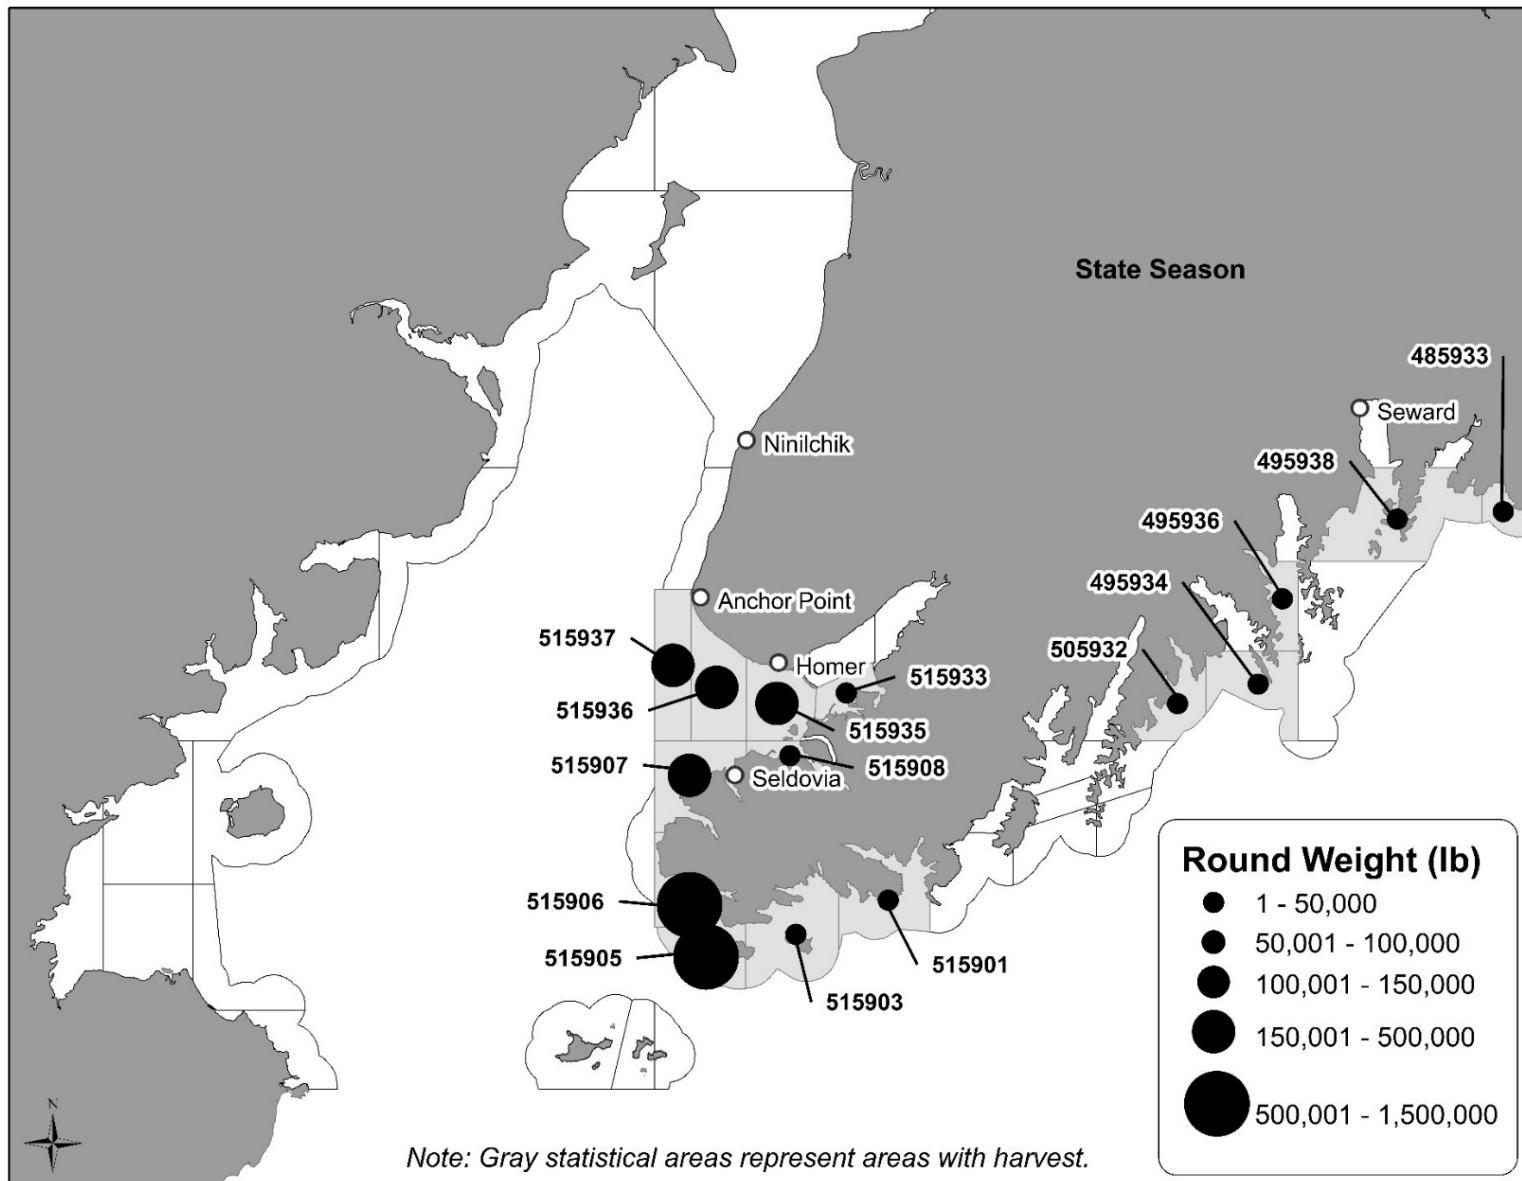 State Season
485933
Seward
Ninilchik
495938
495936
495934
Anchor Point
515937
505932
Homer
515933
515936
515935
515907
515908
Seldovia
515906
515905
515901
515903
Round Weight (lb)
1 - 50,000
50,001 - 100,000
100,001 - 150,000
150,001 - 500,000
500,001 - 1,500,000
N
Note: Gray statistical areas represent areas with harvest.